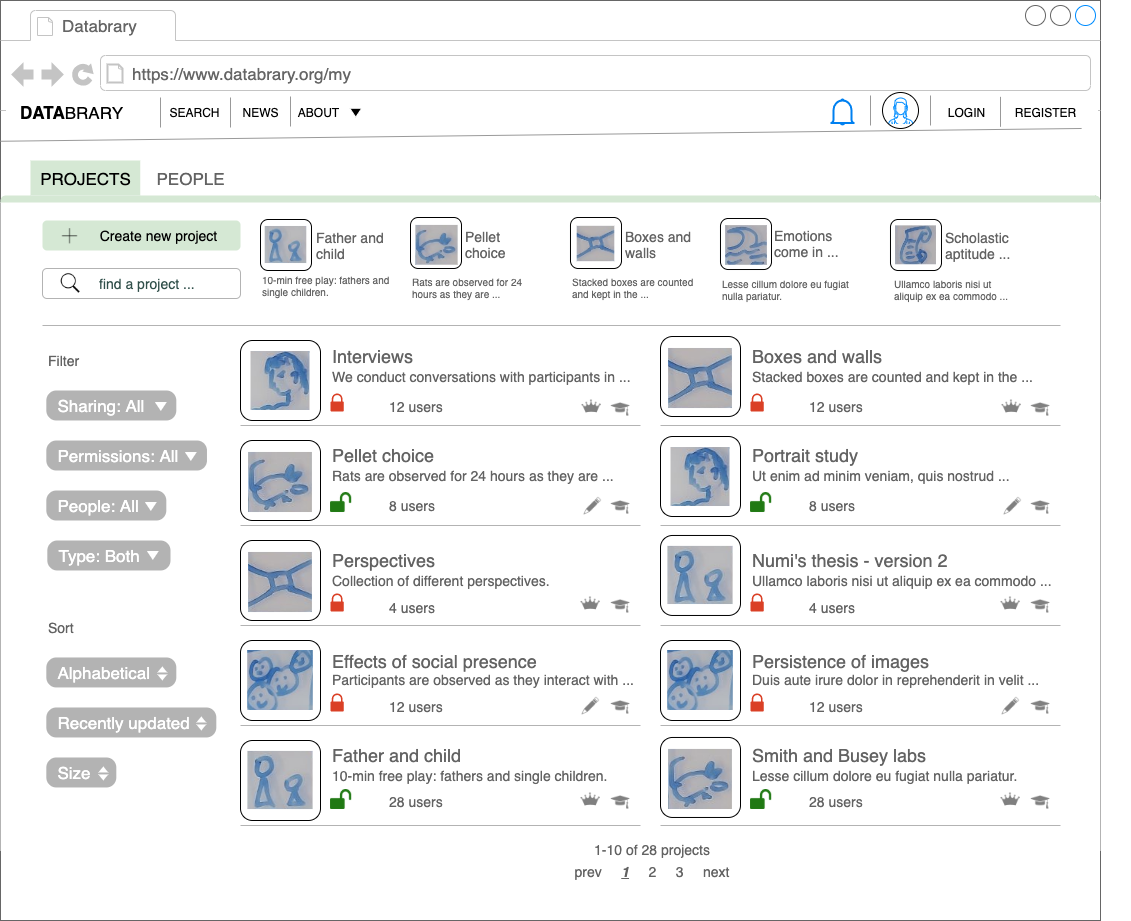 Databrary
https://www.databrary.org/my
DATABRARY
SEARCH
NEWS
ABOUT
LOGIN
REGISTER
PROJECTS
PEOPLE
Create new project
find a project ...
Father and
child
10-min free play: fathers and
single children.
Pellet
choice
Rats are observed for 24
hours as they are ...
Boxes and
walls
Stacked boxes are counted
and kept in the ...
Emotions
come in ...
Lesse cillum dolore eu fugiat
nulla pariatur.
Scholastic
aptitude ...
Ullamco laboris nisi ut
aliquip ex ea commodo ...
Filter
Sharing: All
Permissions: All
People: All
Type: Both
Sort
Alphabetical
Recently updated
Size
Interviews
We conduct conversations with participants in ...
12 users
Boxes and walls
Stacked boxes are counted and kept in the ...
12 users
Pellet choice
Rats are observed for 24 hours as they are ...
8 users
Portrait study
Ut enim ad minim veniam, quis nostrud ...
8 users
Perspectives
Collection of different perspectives.
4 users
Numi's thesis - version 2
Ullamco laboris nisi ut aliquip ex ea commodo ...
4 users
Effects of social presence
Participants are observed as they interact with ...
12 users
Persistence of images
Duis aute irure dolor in reprehenderit in velit ...
12 users
Father and child
10-min free play: fathers and single children.
28 users
Smith and Busey labs
Lesse cillum dolore eu fugiat nulla pariatur.
28 users
1-10 of 28 projects
prev 1 2 3 next